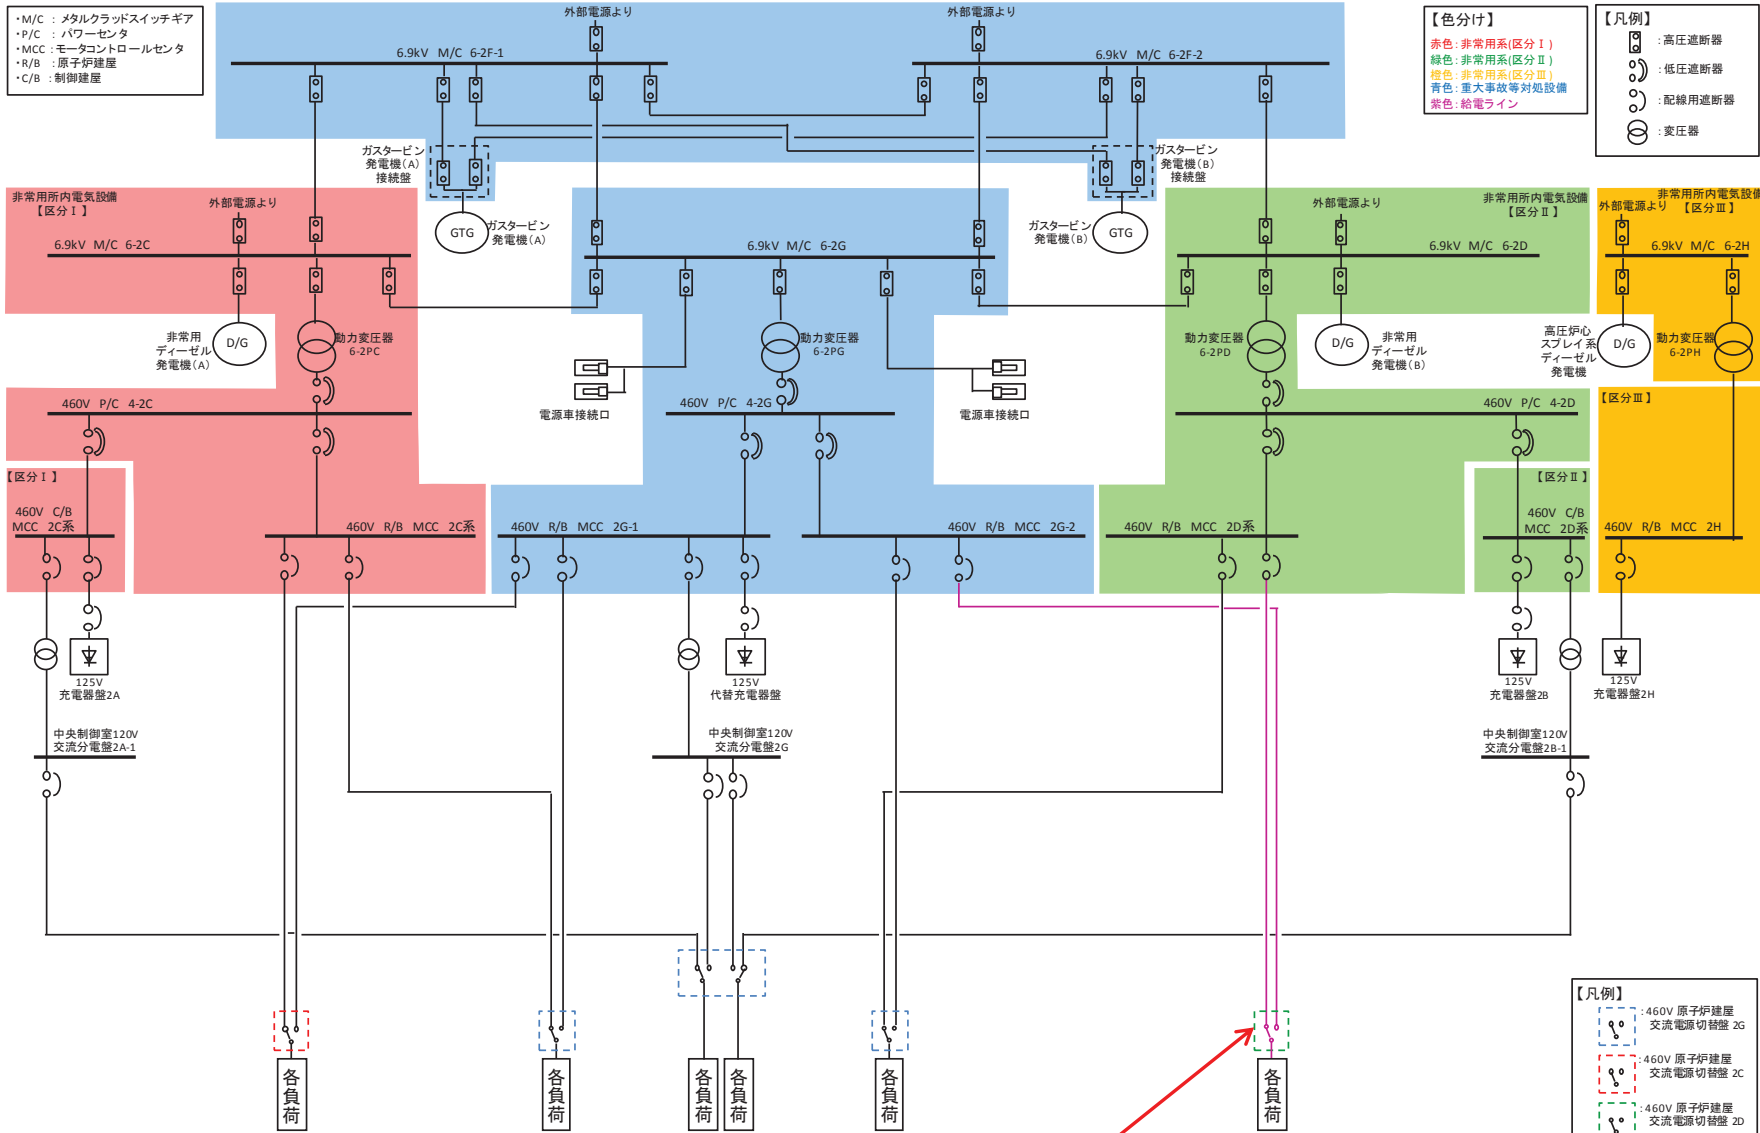 ・M/C ： メタルクラッドスイッチギア
・P/C ： パワーセンタ
・MCC ：モータコントロールセンタ
・R/B ：原子炉建屋
・C/B ：制御建屋
外部電源より
外部電源より
6.9kV M/C 6-2F-1
6.9kV M/C 6-2F-2
【色分け】
赤色：非常用系(区分Ⅰ)
緑色：非常用系(区分Ⅱ)
橙色：非常用系(区分Ⅲ)
青色：重大事故等対処設備
紫色：給電ライン
【凡例】
：高圧遮断器
：低圧遮断器
：配線用遮断器
：変圧器
ガスタービン
発電機(A)
接続盤
ガスタービン
発電機(B)
接続盤
GTG
ガスタービン
発電機(A)
ガスタービン
発電機(B)
GTG
非常用所内電気設備
【区分Ⅰ】
外部電源より
6.9kV M/C 6-2C
6.9kV M/C 6-2G
外部電源より
非常用所内電気設備
【区分Ⅱ】
6.9kV M/C 6-2D
非常用所内電気設備
【区分Ⅲ】
外部電源より
6.9kV M/C 6-2H
非常用
ディーゼル
発電機(A)
D/G
動力変圧器
6-2PC
動力変圧器
6-2PG
動力変圧器
6-2PD
D/G
非常用
ディーゼル
発電機(B)
高圧炉心
スプレイ系
ディーゼル
発電機
D/G
動力変圧器
6-2PH
電源車接続口
電源車接続口
460V P/C 4-2C
460V P/C 4-2G
460V P/C 4-2D
【区分Ⅲ】
【区分Ⅰ】
【区分Ⅱ】
460V C/B
MCC 2C系
460V R/B MCC 2C系
460V R/B MCC 2G-1
460V R/B MCC 2G-2
460V R/B MCC 2D系
460V C/B
MCC 2D系
460V R/B MCC 2H
125V
充電器盤2A
125V
代替充電器盤
125V
充電器盤2B
125V
充電器盤2H
中央制御室120V
交流分電盤2A-1
中央制御室120V
交流分電盤2G
中央制御室120V
交流分電盤2B-1
各負荷
各負荷
各負荷
各負荷
各負荷
各負荷
【凡例】
：460V 原子炉建屋
交流電源切替盤 2G
：460V 原子炉建屋
交流電源切替盤 2C
：460V 原子炉建屋
交流電源切替盤 2D